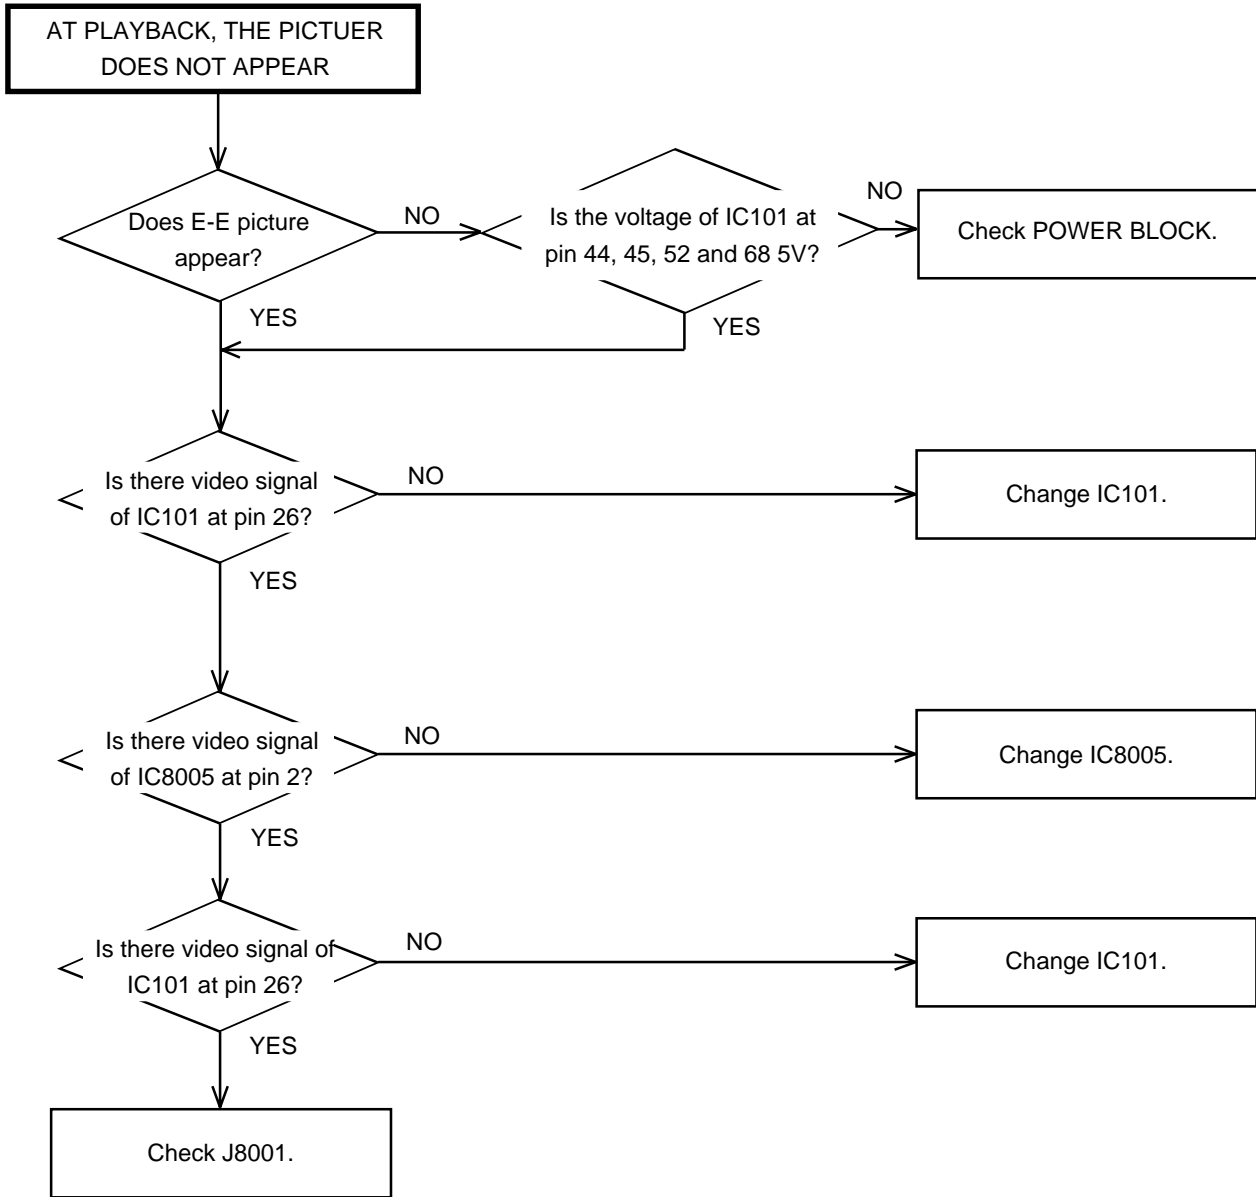 AT PLAYBACK, THE PICTUER
DOES NOT APPEAR
Does E-E picture
appear?
NO
Is the voltage of IC101 at
pin 44, 45, 52 and 68 5V?
NO
Check POWER BLOCK.
YES
YES
Is there video signal
of IC101 at pin 26?
NO
Change IC101.
YES
Is there video signal
of IC8005 at pin 2?
NO
Change IC8005.
YES
Is there video signal of
IC101 at pin 26?
NO
Change IC101.
YES
Check J8001.